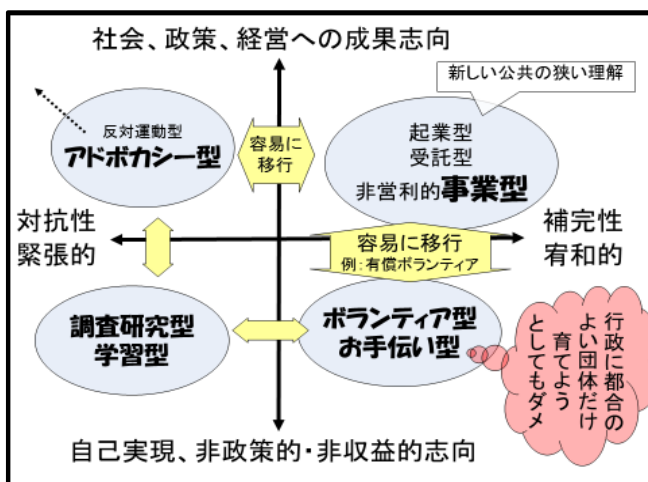 社会、政策、経営への成果志向
新しい公共の狭い理解
反対運動型
アドボカシー型
容易に
移行
起業型
受託型
非営利的事業型
対抗性
緊張的
容易に移行
例:有償ボランティア
補完性
宥和的
調査研究型
学習型
ボランティア型
お手伝い型
行政に都合の
よい団体だけ
育てよう
としてもダメ
自己実現、非政策的・非収益的志向